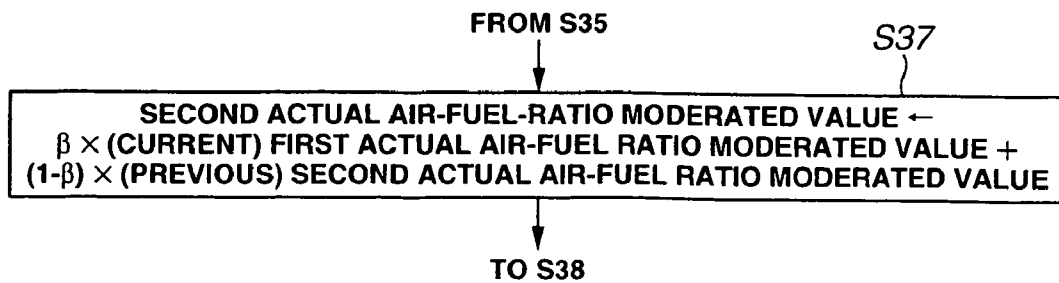 FROM S35
S37
SECOND ACTUAL AIR-FUEL-RATIO MODERATED VALUE ←
β × (CURRENT) FIRST ACTUAL AIR-FUEL RATIO MODERATED VALUE +
(1-β) × (PREVIOUS) SECOND ACTUAL AIR-FUEL RATIO MODERATED VALUE
TO S38